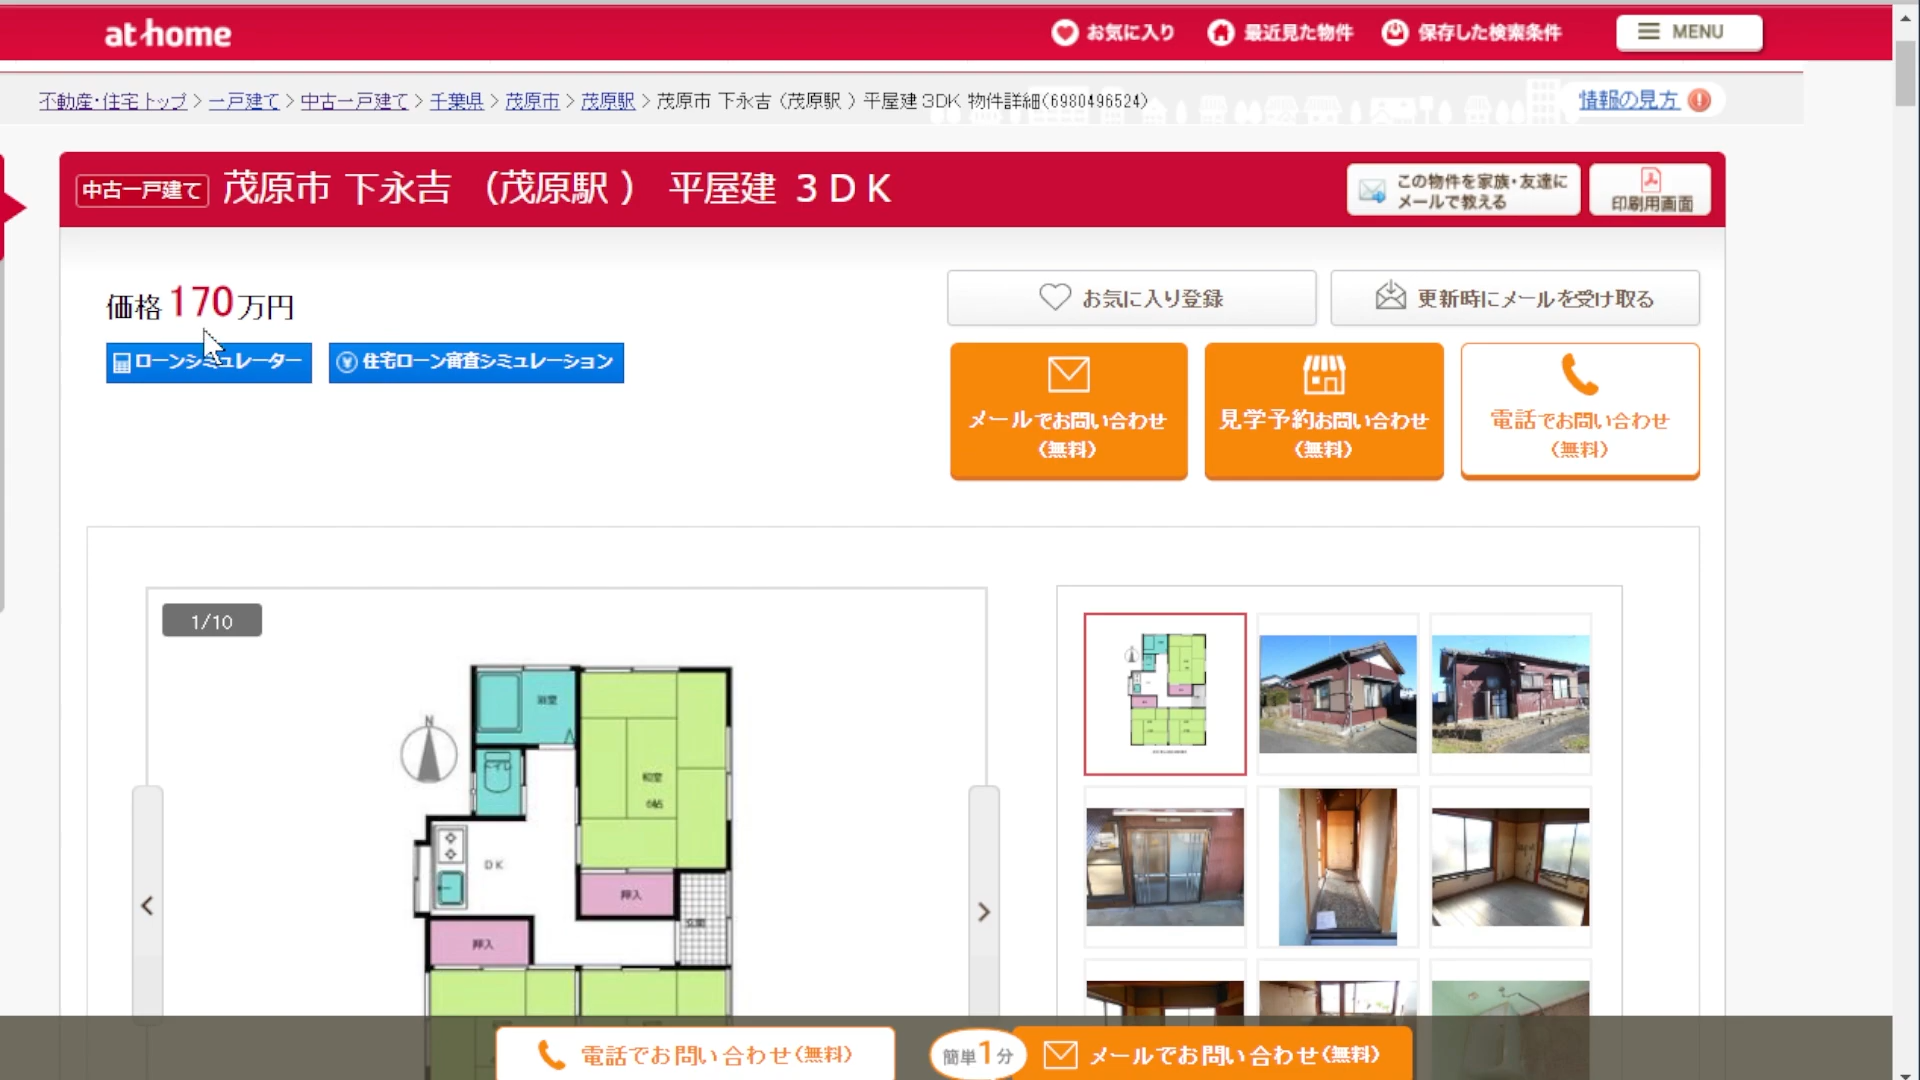 at home
お気に入り
最近見た物件
保存した検索条件
MENU
不動産・住宅トップ > 一戸建て > 中古一戸建て > 千葉県 > 茂原市 > 茂原駅 > 茂原市 下永吉 (茂原駅 ) 平屋建 3DK 物件詳細(6980496524)
情報の見方
中古一戸建て 茂原市 下永吉 (茂原駅 ) 平屋建 3DK
この物件を家族・友達に
メールで教える
印刷用画面
価格 170万円
お気に入り登録
更新時にメールを受け取る
ローンシミュレーター
住宅ローン審査シミュレーション
メールでお問い合わせ
(無料)
見学予約お問い合わせ
(無料)
電話でお問い合わせ
(無料)
1/10
N
浴室
トイレ
和室
6帖
DK
押入
玄関
押入
電話でお問い合わせ(無料)
簡単1分
メールでお問い合わせ(無料)